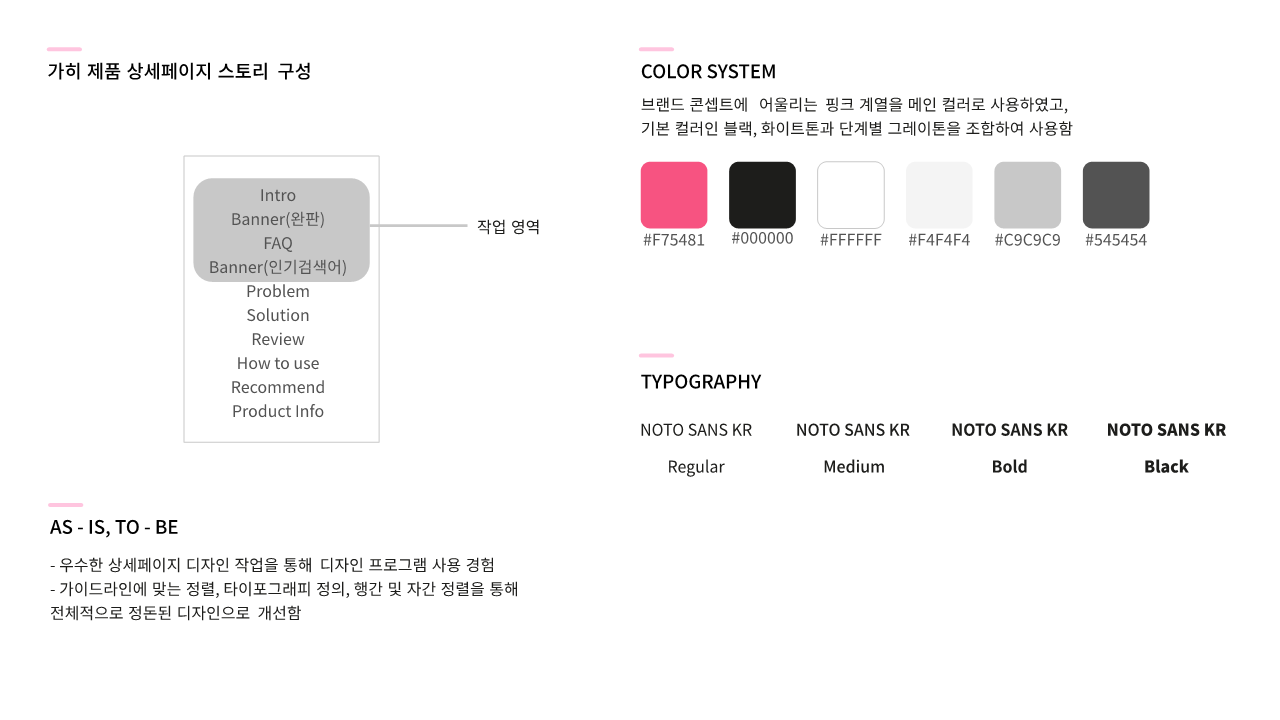 가히 제품 상세페이지 스토리 구성
Intro
Banner(완판)
FAQ
Banner(인기검색어)
Problem
Solution
Review
How to use
Recommend
Product Info
작업 영역
AS - IS, TO - BE
- 우수한 상세페이지 디자인 작업을 통해 디자인 프로그램 사용 경험
- 가이드라인에 맞는 정렬, 타이포그래피 정의, 행간 및 자간 정렬을 통해
전체적으로 정돈된 디자인으로 개선함
COLOR SYSTEM
브랜드 콘셉트에 어울리는 핑크 계열을 메인 컬러로 사용하였고,
기본 컬러인 블랙, 화이트톤과 단계별 그레이톤을 조합하여 사용함
#F75481 #000000 #FFFFFF #F4F4F4 #C9C9C9 #545454
TYPOGRAPHY
NOTO SANS KR NOTO SANS KR NOTO SANS KR NOTO SANS KR
Regular Medium Bold Black